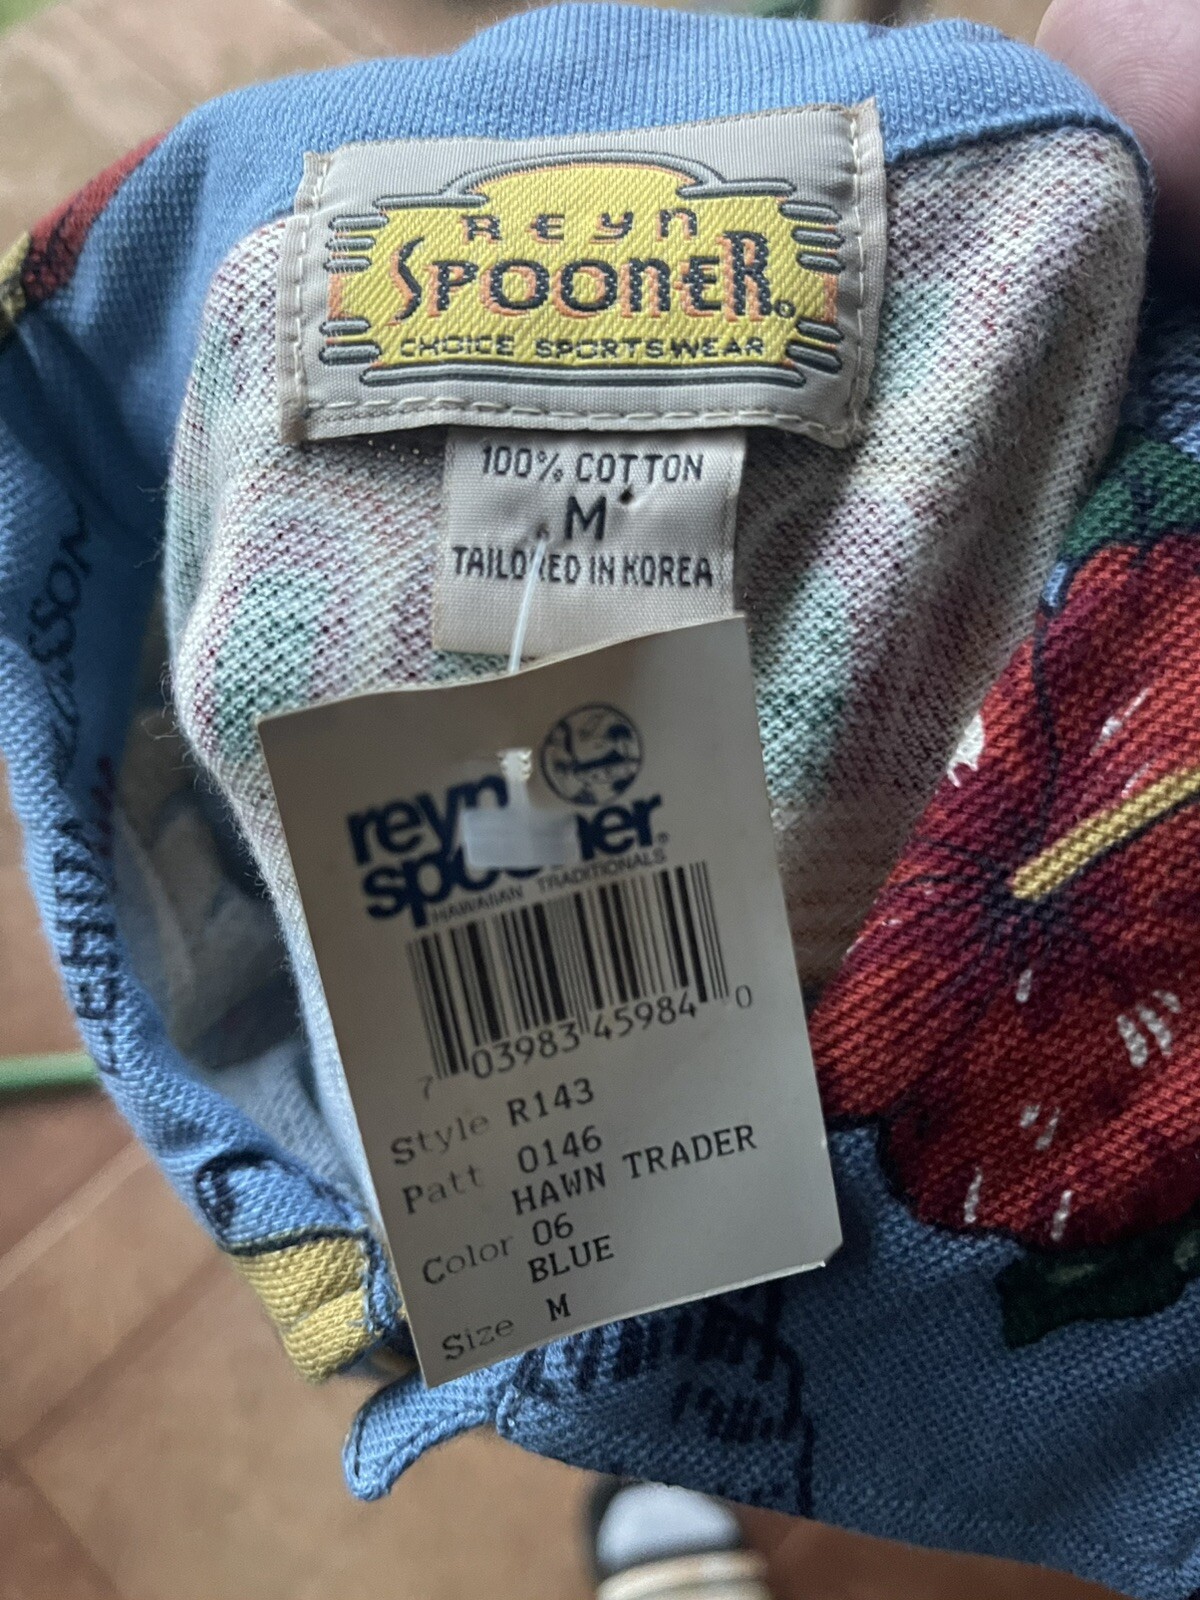 REYN
SPOONER®
CHOICE SPORTSWEAR
100% COTTON
M
TAILORED IN KOREA
reyn
HAWAIIAN TRADITIONALS
7 03983 45984 0
Style R143
Patt 0146
HAWN TRADER
Color 06
BLUE
Size M